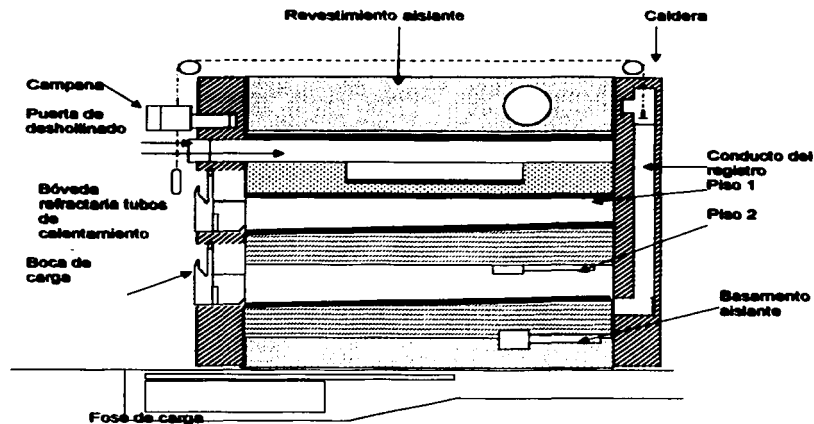 Revestimiento aislante
Caldera
Campana
Puerta de
deshollinado
Conducto del
registro
Piso 1
Bóveda
refractaria tubos
de
calentamiento
Piso 2
Boca de
carga
Basamento
aislante
Fose de carga